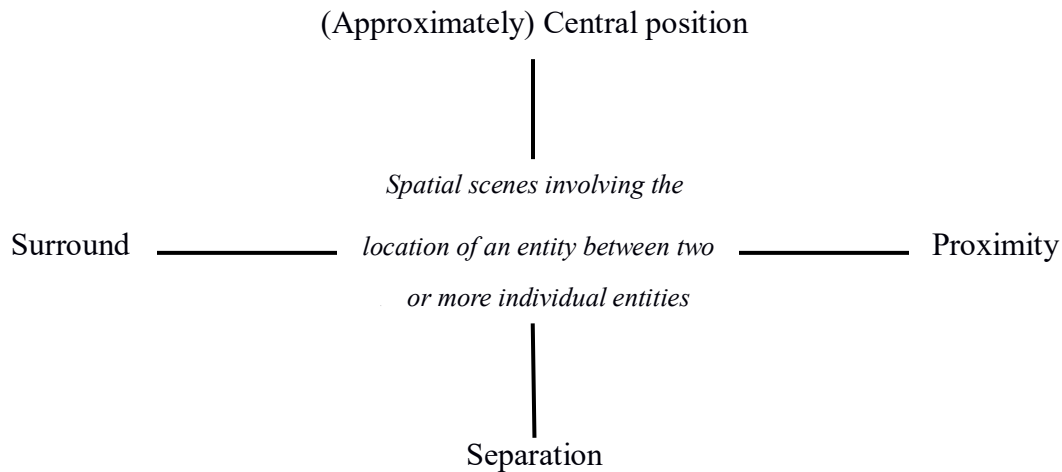 (Approximately) Central position
Spatial scenes involving the
Surround
location of an entity between two
Proximity
or more individual entities
Separation